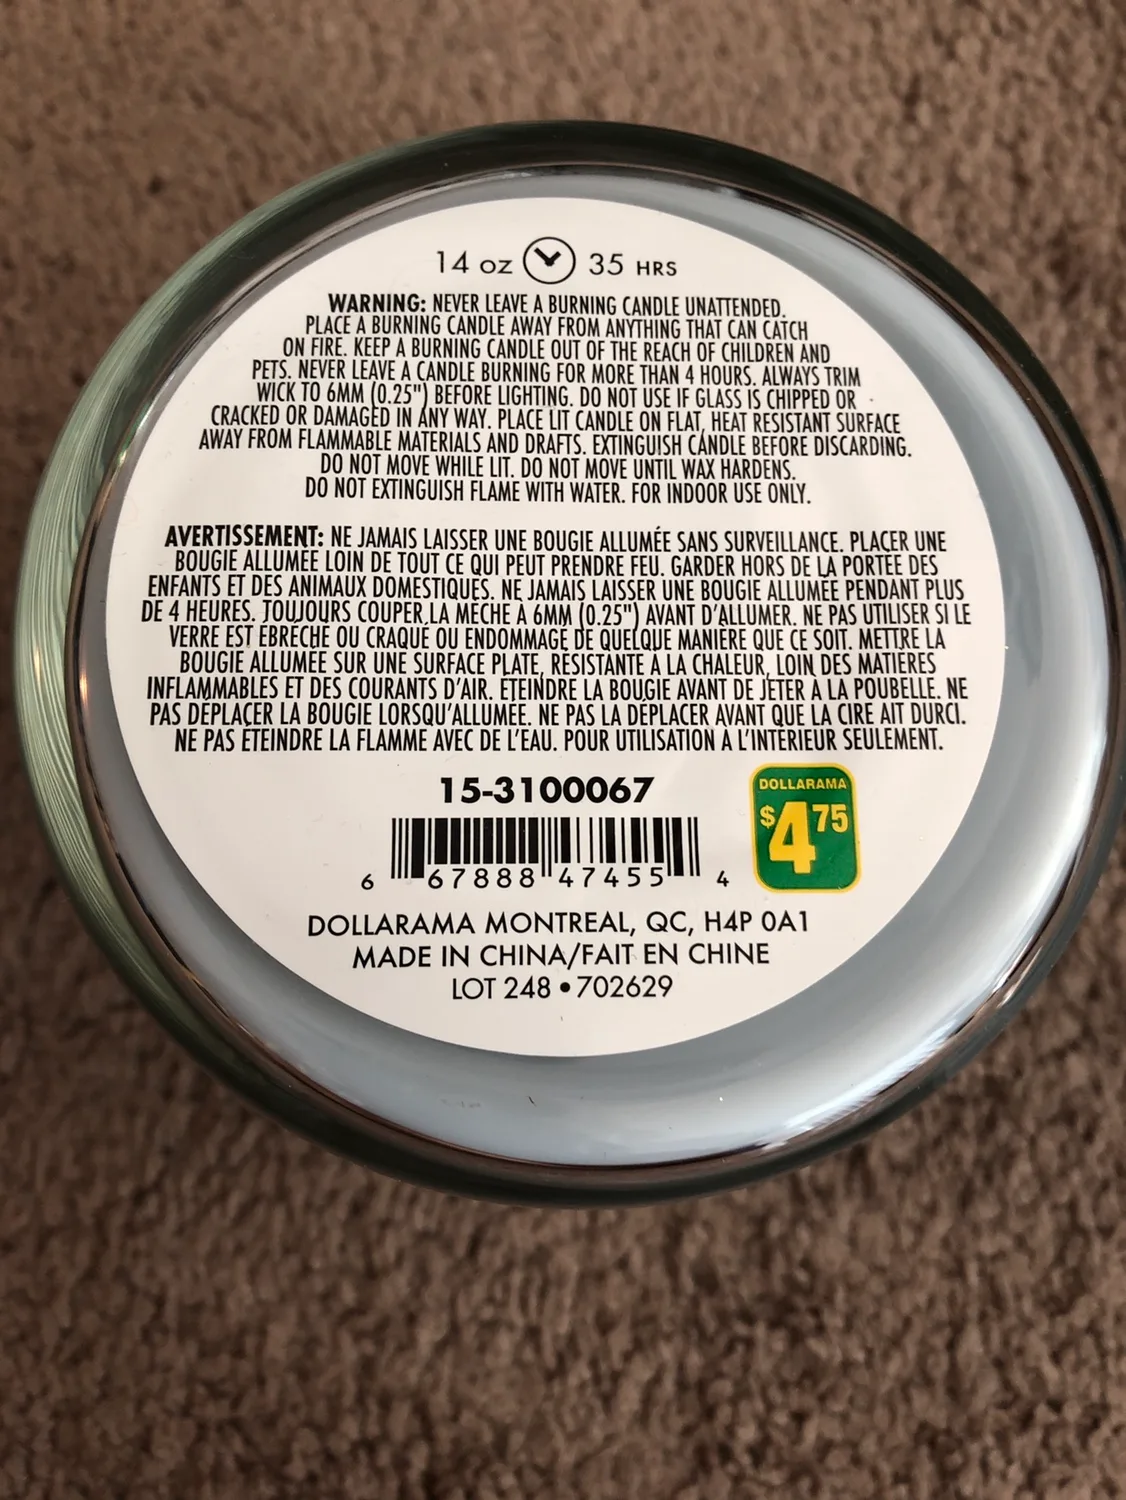 14 OZ 35 HRS
WARNING: NEVER LEAVE A BURNING CANDLE UNATTENDED.
PLACE A BURNING CANDLE AWAY FROM ANYTHING THAT CAN CATCH
ON FIRE. KEEP A BURNING CANDLE OUT OF THE REACH OF CHILDREN AND
PETS. NEVER LEAVE A CANDLE BURNING FOR MORE THAN 4 HOURS. ALWAYS TRIM
WICK TO 6MM (0.25") BEFORE LIGHTING. DO NOT USE IF GLASS IS CHIPPED OR
CRACKED OR DAMAGED IN ANY WAY. PLACE LIT CANDLE ON FLAT, HEAT RESISTANT SURFACE
AWAY FROM FLAMMABLE MATERIALS AND DRAFTS. EXTINGUISH CANDLE BEFORE DISCARDING.
DO NOT MOVE WHILE LIT. DO NOT MOVE UNTIL WAX HARDENS.
DO NOT EXTINGUISH FLAME WITH WATER. FOR INDOOR USE ONLY.
AVERTISSEMENT: NE JAMAIS LAISSER UNE BOUGIE ALLUMÉE SANS SURVEILLANCE. PLACER UNE
BOUGIE ALLUMÉE LOIN DE TOUT CE QUI PEUT PRENDRE FEU. GARDER HORS DE LA PORTÉE DES
ENFANTS ET DES ANIMAUX DOMESTIQUES. NE JAMAIS LAISSER UNE BOUGIE ALLUMÉE PENDANT PLUS
DE 4 HEURES. TOUJOURS COUPER LA MÈCHE À 6MM (0.25") AVANT D'ALLUMER. NE PAS UTILISER SI LE
VERRE EST ÉBRÉCHÉ OU CRAQUÉ OU ENDOMMAGÉ DE QUELQUE MANIÈRE QUE CE SOIT. METTRE LA
BOUGIE ALLUMÉE SUR UNE SURFACE PLATE, RÉSISTANTE À LA CHALEUR, LOIN DES MATIÈRES
INFLAMMABLES ET DES COURANTS D'AIR. ÉTEINDRE LA BOUGIE AVANT DE JETER À LA POUBELLE. NE
PAS DÉPLACER LA BOUGIE LORSQU'ALLUMÉE. NE PAS LA DÉPLACER AVANT QUE LA CIRE AIT DURCI.
NE PAS ÉTEINDRE LA FLAMME AVEC DE L'EAU. POUR UTILISATION À L'INTÉRIEUR SEULEMENT.
15-3100067
DOLLARAMA
$4.75
6 67888 47455 4
DOLLARAMA MONTREAL, QC, H4P 0A1
MADE IN CHINA/FAIT EN CHINE
LOT 248 • 702629